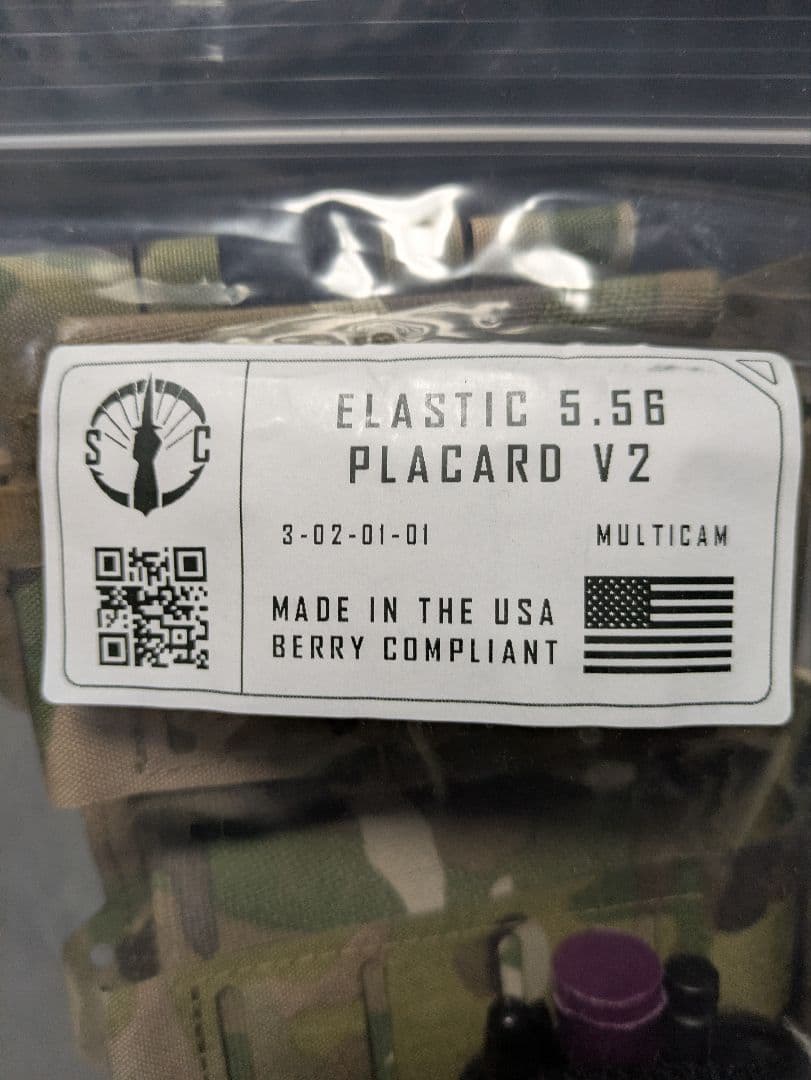 S C
ELASTIC 5.56
PLACARD V2
3-02-01-01 MULTICAM
MADE IN THE USA
BERRY COMPLIANT